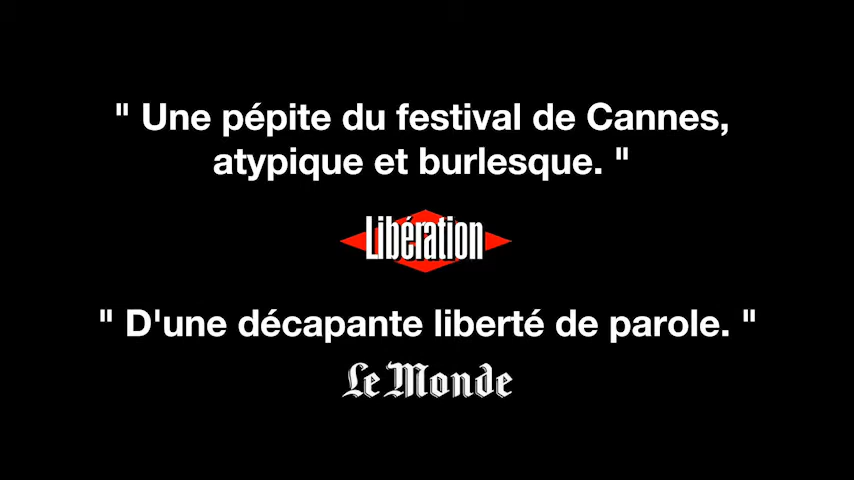 " Une pépite du festival de Cannes,
atypique et burlesque. "
Libération
" D'une décapante liberté de parole. "
Le Monde